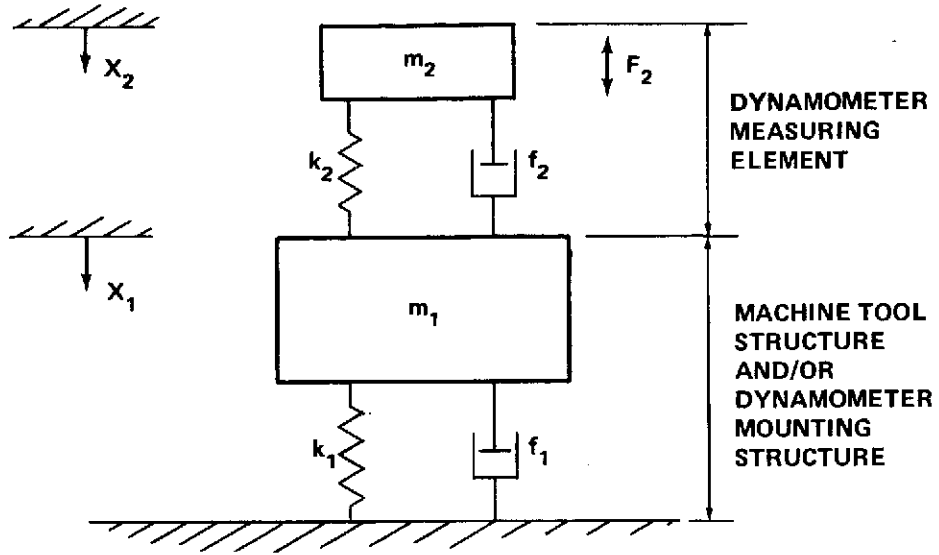 X₂
m₂
F₂
k₂
f₂
DYNAMOMETER
MEASURING
ELEMENT
X₁
m₁
MACHINE TOOL
STRUCTURE
AND/OR
DYNAMOMETER
MOUNTING
STRUCTURE
k₁
f₁